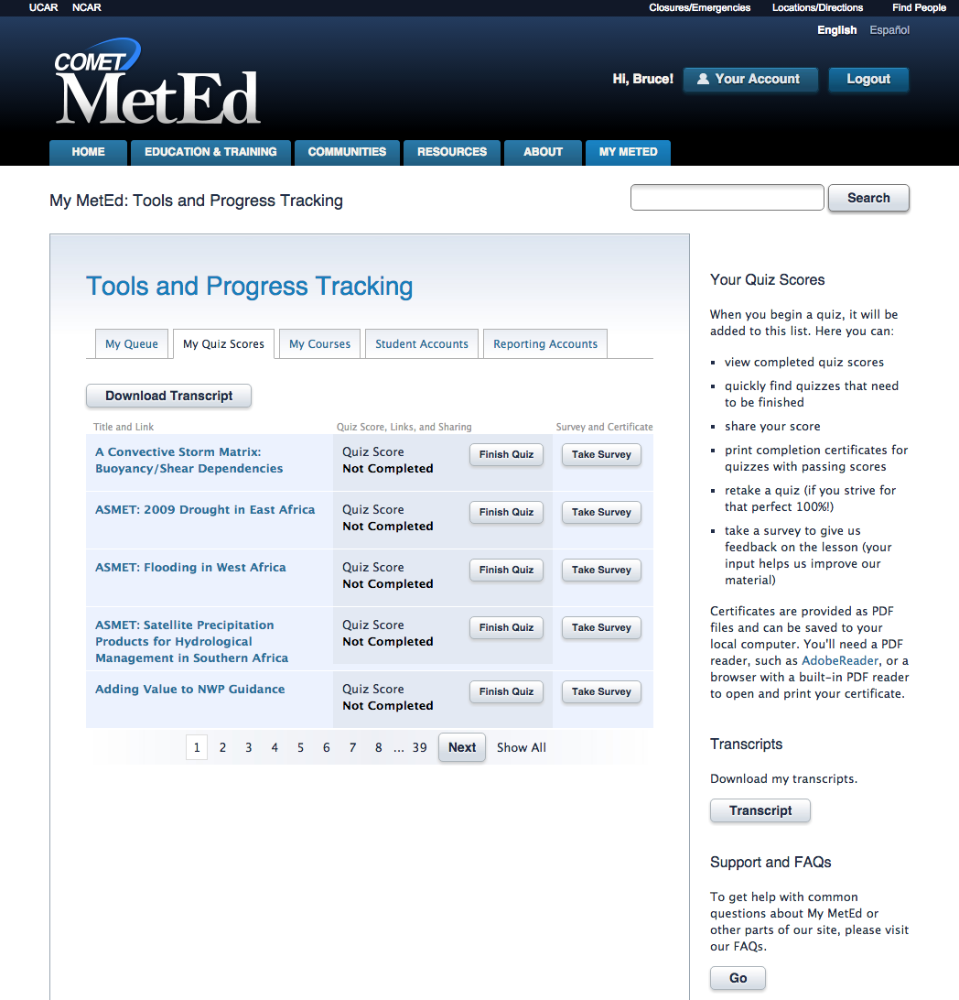 UCAR NCAR Closures/Emergencies Locations/Directions Find People
English Español
COMET
MetEd
Hi, Bruce! Your Account Logout
HOME EDUCATION & TRAINING COMMUNITIES RESOURCES ABOUT MY METED
My MetEd: Tools and Progress Tracking
Search
Tools and Progress Tracking
My Queue My Quiz Scores My Courses Student Accounts Reporting Accounts
Download Transcript
Title and Link Quiz Score, Links, and Sharing Survey and Certificate
A Convective Storm Matrix:
Buoyancy/Shear Dependencies
Quiz Score
Not Completed
Finish Quiz
Take Survey
ASMET: 2009 Drought in East Africa
Quiz Score
Not Completed
Finish Quiz
Take Survey
ASMET: Flooding in West Africa
Quiz Score
Not Completed
Finish Quiz
Take Survey
ASMET: Satellite Precipitation
Products for Hydrological
Management in Southern Africa
Quiz Score
Not Completed
Finish Quiz
Take Survey
Adding Value to NWP Guidance
Quiz Score
Not Completed
Finish Quiz
Take Survey
1 2 3 4 5 6 7 8 ... 39 Next Show All
Your Quiz Scores
When you begin a quiz, it will be
added to this list. Here you can:
view completed quiz scores
quickly find quizzes that need
to be finished
share your score
print completion certificates for
quizzes with passing scores
retake a quiz (if you strive for
that perfect 100%!)
take a survey to give us
feedback on the lesson (your
input helps us improve our
material)
Certificates are provided as PDF
files and can be saved to your
local computer. You'll need a PDF
reader, such as AdobeReader, or a
browser with a built-in PDF reader
to open and print your certificate.
Transcripts
Download my transcripts.
Transcript
Support and FAQs
To get help with common
questions about My MetEd or
other parts of our site, please visit
our FAQs.
Go